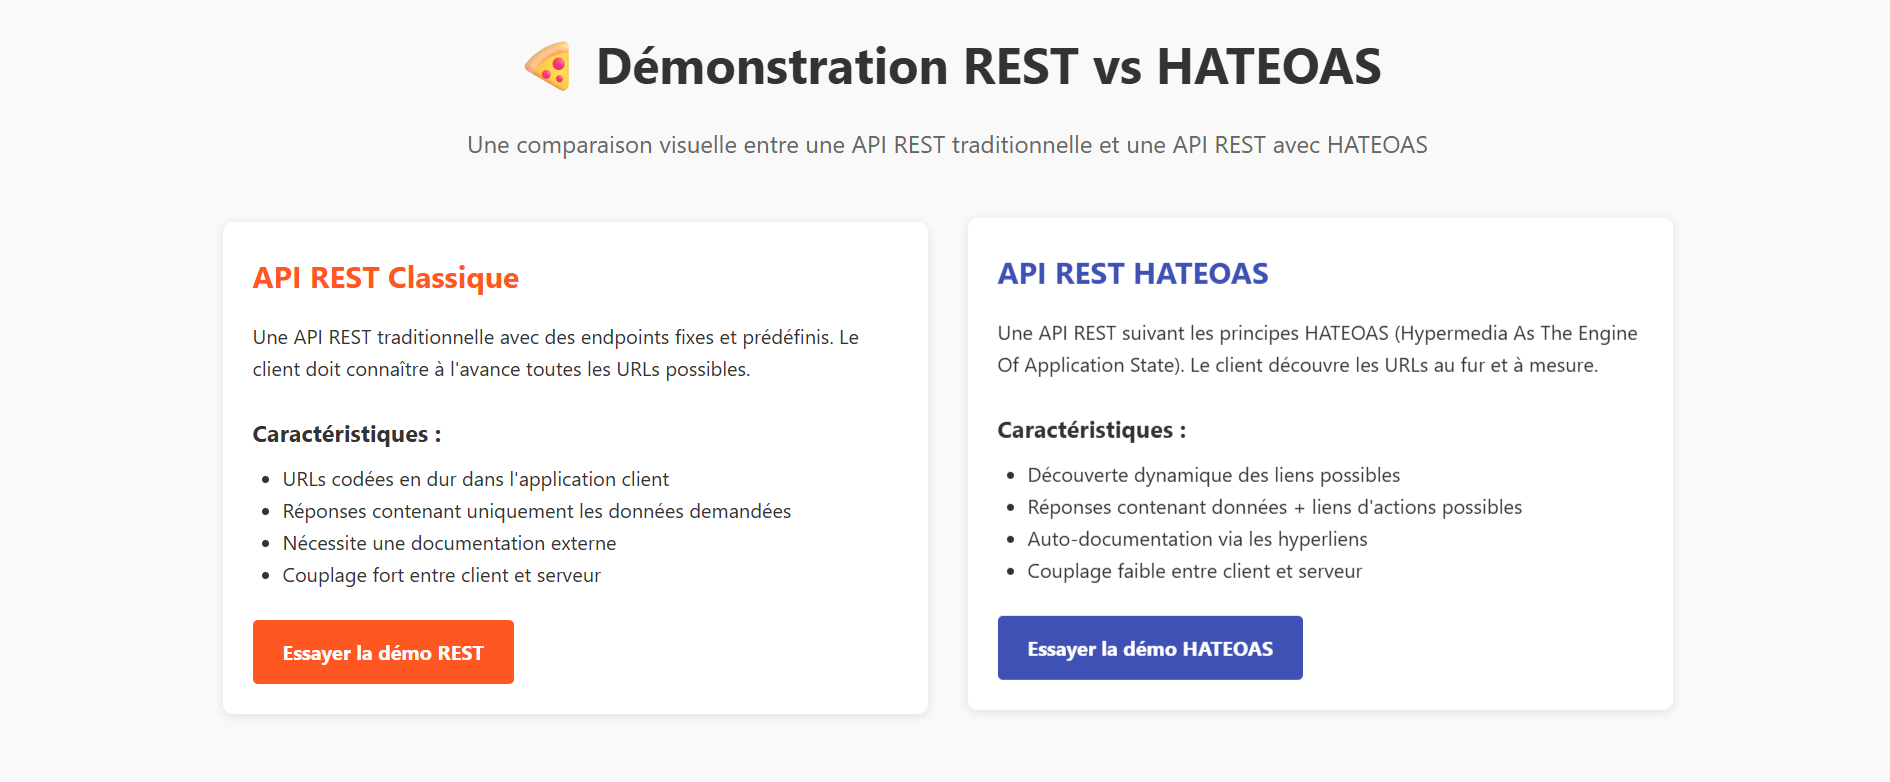 Démonstration REST vs HATEOAS
Une comparaison visuelle entre une API REST traditionnelle et une API REST avec HATEOAS
API REST Classique
Une API REST traditionnelle avec des endpoints fixes et prédéfinis. Le
client doit connaître à l'avance toutes les URLs possibles.
Caractéristiques :
URLs codées en dur dans l'application client
Réponses contenant uniquement les données demandées
Nécessite une documentation externe
Couplage fort entre client et serveur
Essayer la démo REST
API REST HATEOAS
Une API REST suivant les principes HATEOAS (Hypermedia As The Engine
Of Application State). Le client découvre les URLs au fur et à mesure.
Caractéristiques :
Découverte dynamique des liens possibles
Réponses contenant données + liens d'actions possibles
Auto-documentation via les hyperliens
Couplage faible entre client et serveur
Essayer la démo HATEOAS